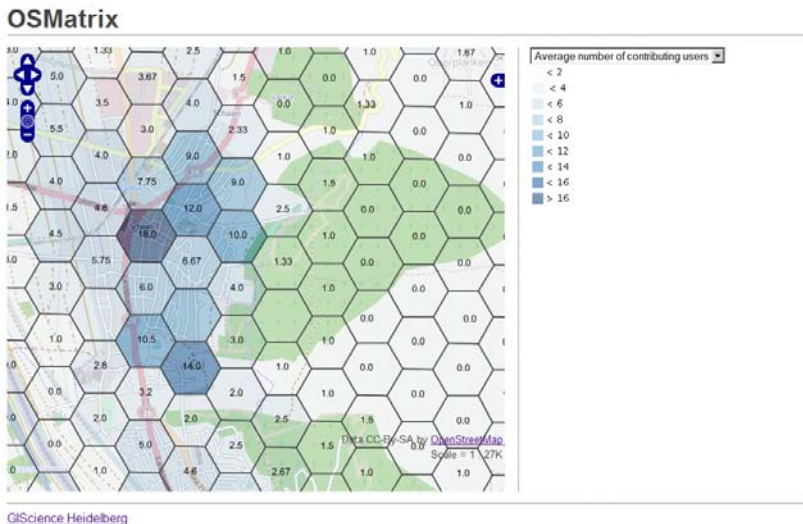 OSMatrix
Average number of contributing users
< 2
< 4
< 6
< 8
< 10
< 12
< 14
< 16
> 16
1.33 2.5 1.0 1.0 1.67
5.0 3.67 1.5
3.5 4.0 0.0 1.33 1.0
5.5 3.0 2.33 1.0
4.0 9.0 1.0 1.0 0.0
4.0 7.75 9.0 1.5 0.0 0.0
12.0 2.5 0.0 0.0
4.5 18.0 10.0 1.0 0.0
5.75 6.67 1.33 0.0 0.0
3.0 6.0 4.0 1.0 0.0
0.0 0.0
1.0 10.5 3.0 1.0 0.0
14.0 1.0 0.0 0.0
0.0 3.2 2.0 1.0 0.0
2.0 2.0 2.5 1.5
0.0 5.0 2.5 1.5 0.0
1.0 4.6 2.67 1.0
Data CC-By-SA by OpenStreetMap
Scale = 1 : 27K
GIScience Heidelberg